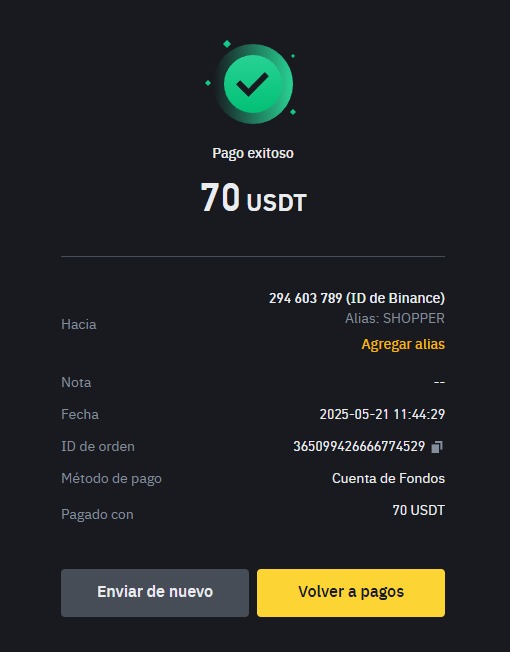 Pago exitoso
70 USDT
Hacia
294 603 789 (ID de Binance)
Alias: SHOPPER
Agregar alias
Nota --
Fecha 2025-05-21 11:44:29
ID de orden 365099426666774529
Método de pago Cuenta de Fondos
Pagado con 70 USDT
Enviar de nuevo Volver a pagos